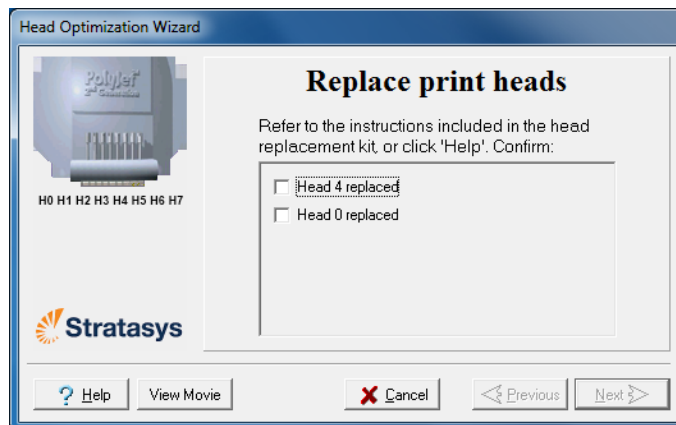 Head Optimization Wizard
PolyJet
2nd Generation
H0 H1 H2 H3 H4 H5 H6 H7
Stratasys
Replace print heads
Refer to the instructions included in the head
replacement kit, or click 'Help'. Confirm:
Head 4 replaced
Head 0 replaced
? Help
View Movie
Cancel
Previous
Next